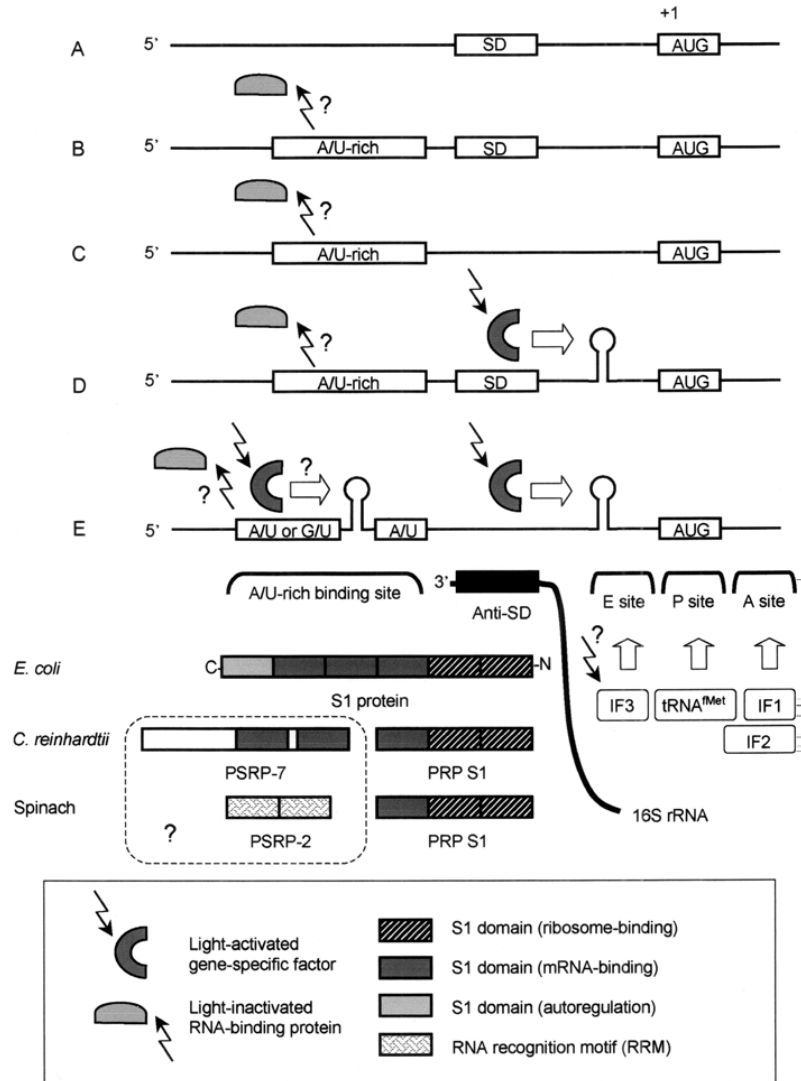 +1
A 5’ SD AUG
?
B 5’ A/U-rich SD AUG
?
C 5’ A/U-rich AUG
?
D 5’ A/U-rich SD AUG
? ?
E 5’ A/U or G/U A/U AUG
A/U-rich binding site 3’ Anti-SD E site P site A site
?
E. coli C- -N
S1 protein IF3 tRNAfMet IF1
IF2
C. reinhardtii
PSRP-7 PRP S1
Spinach
16S rRNA
? PSRP-2 PRP S1
Light-activated
gene-specific factor
Light-inactivated
RNA-binding protein
S1 domain (ribosome-binding)
S1 domain (mRNA-binding)
S1 domain (autoregulation)
RNA recognition motif (RRM)